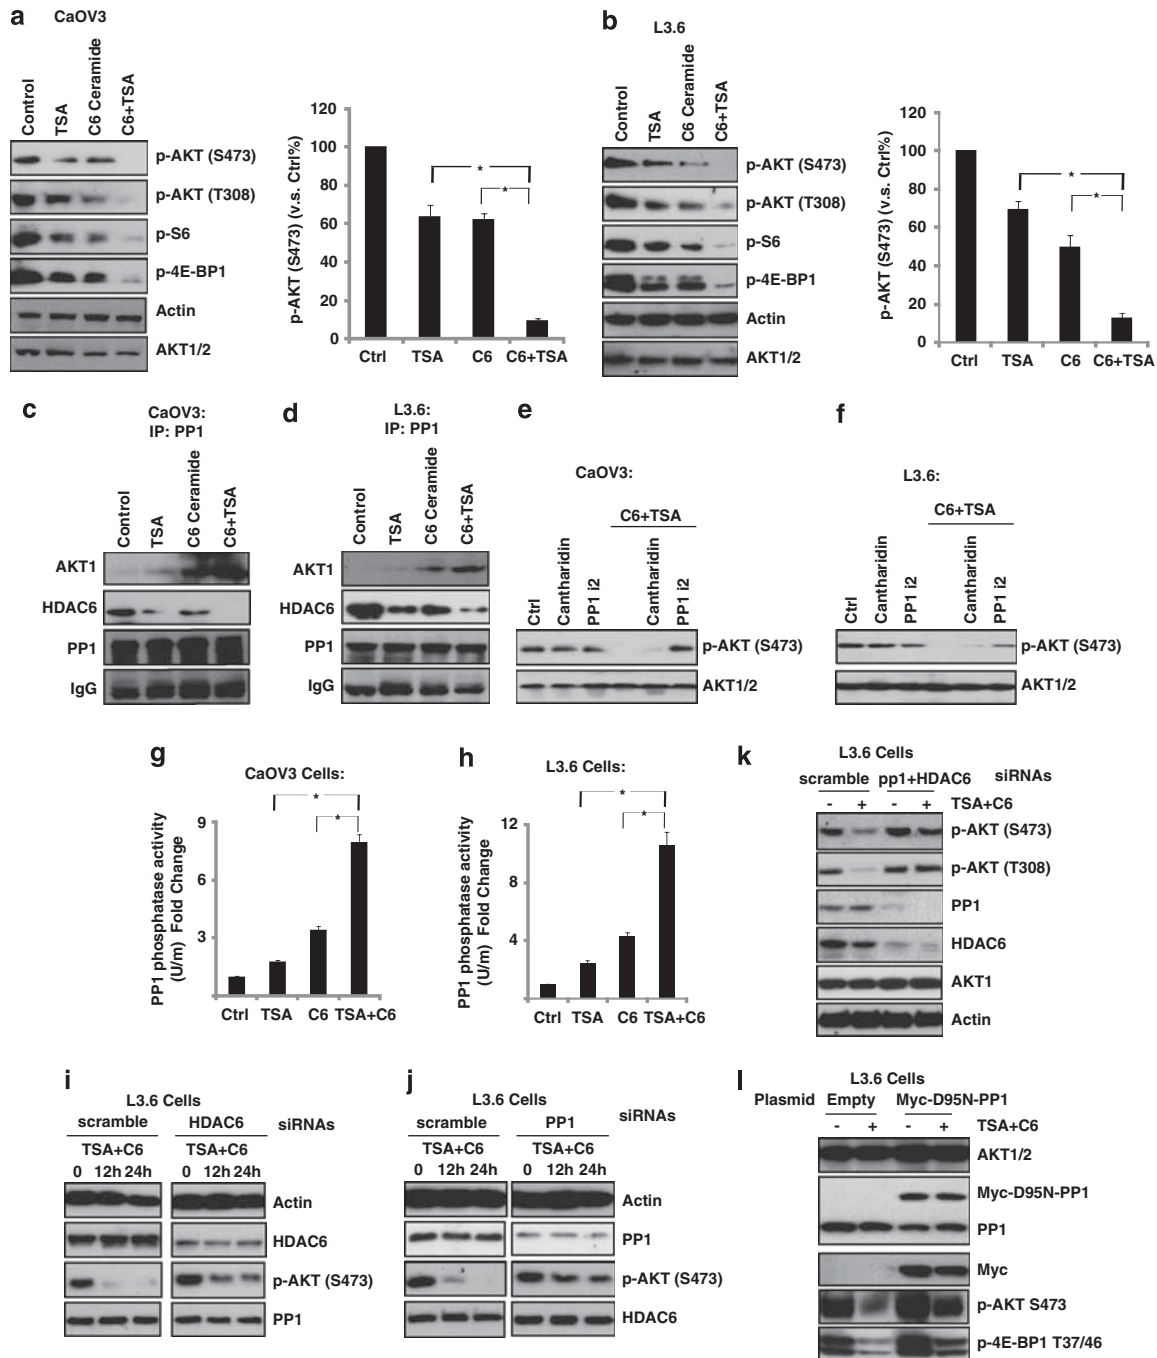 a
CaOV3
Control
TSA
C6 Ceramide
C6+TSA
p-AKT (S473)
p-AKT (T308)
p-S6
p-4E-BP1
Actin
AKT1/2
p-AKT (S473) (v.s. Ctrl%)
120
100
80
60
40
20
0
*
*
Ctrl TSA C6 C6+TSA
b
L3.6
Control
TSA
C6 Ceramide
C6+TSA
p-AKT (S473)
p-AKT (T308)
p-S6
p-4E-BP1
Actin
AKT1/2
p-AKT (S473) (v.s. Ctrl%)
120
100
80
60
40
20
0
*
*
Ctrl TSA C6 C6+TSA
c
CaOV3:
IP: PP1
Control
TSA
C6 Ceramide
C6+TSA
AKT1
HDAC6
PP1
IgG
d
L3.6:
IP: PP1
Control
TSA
C6 Ceramide
C6+TSA
AKT1
HDAC6
PP1
IgG
e
CaOV3:
C6+TSA
Ctrl
Cantharidin
PP1 i2
Cantharidin
PP1 i2
p-AKT (S473)
AKT1/2
f
L3.6:
C6+TSA
Ctrl
Cantharidin
PP1 i2
Cantharidin
PP1 i2
p-AKT (S473)
AKT1/2
g
CaOV3 Cells:
PP1 phosphatase activity
(U/m) Fold Change
9
6
3
*
*
Ctrl TSA C6 TSA+C6
h
L3.6 Cells:
PP1 phosphatase activity
(U/m) Fold Change
12
8
4
*
*
Ctrl TSA C6 TSA+C6
k
L3.6 Cells
scramble pp1+HDAC6 siRNAs
- + - + TSA+C6
p-AKT (S473)
p-AKT (T308)
PP1
HDAC6
AKT1
Actin
i
L3.6 Cells
scramble HDAC6 siRNAs
TSA+C6 TSA+C6
0 12h 24h 0 12h 24h
Actin
HDAC6
p-AKT (S473)
PP1
j
L3.6 Cells
scramble PP1 siRNAs
TSA+C6 TSA+C6
0 12h 24h 0 12h 24h
Actin
PP1
p-AKT (S473)
HDAC6
l
L3.6 Cells
Plasmid Empty Myc-D95N-PP1
- + - + TSA+C6
AKT1/2
Myc-D95N-PP1
PP1
Myc
p-AKT S473
p-4E-BP1 T37/46